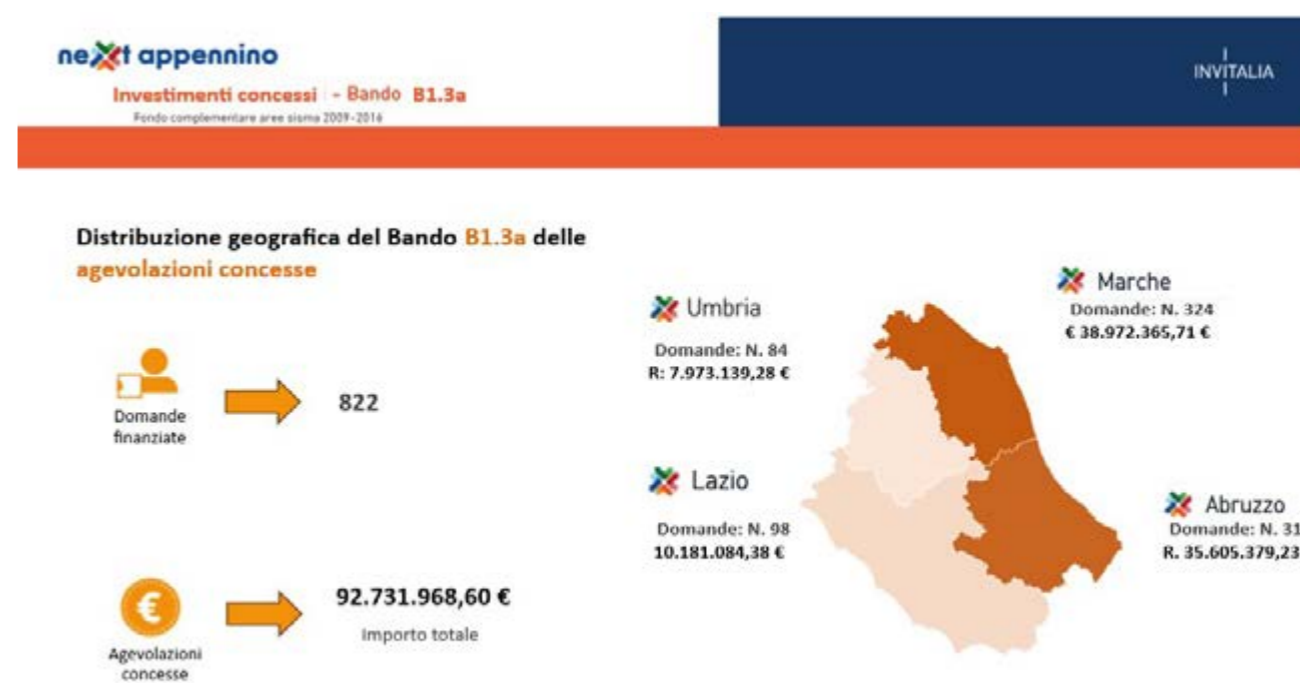 nexxt appennino
INVITALIA
Investimenti concessi - Bando B1.3a
Fondo complementare aree sisma 2009-2016
Distribuzione geografica del Bando B1.3a delle
agevolazioni concesse
Domande
finanziate
822
Agevolazioni
concesse
92.731.968,60 €
Importo totale
Umbria
Domande: N. 84
R: 7.973.139,28 €
Marche
Domande: N. 324
€ 38.972.365,71 €
Lazio
Domande: N. 98
10.181.084,38 €
Abruzzo
Domande: N. 31
R. 35.605.379,23